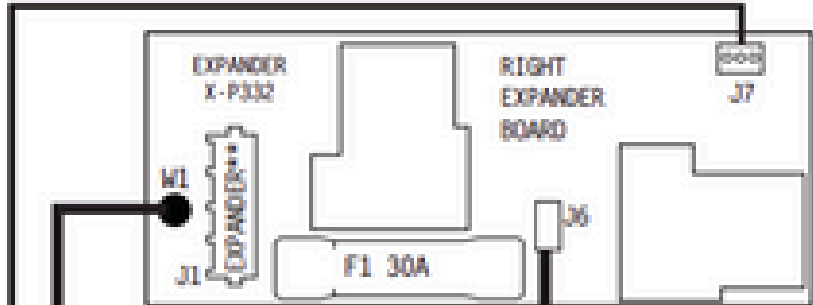 EXPANDER
X-P332
RIGHT
EXPANDER
BOARD
J7
W1
EXPANDER**
J6
J1
F1 30A